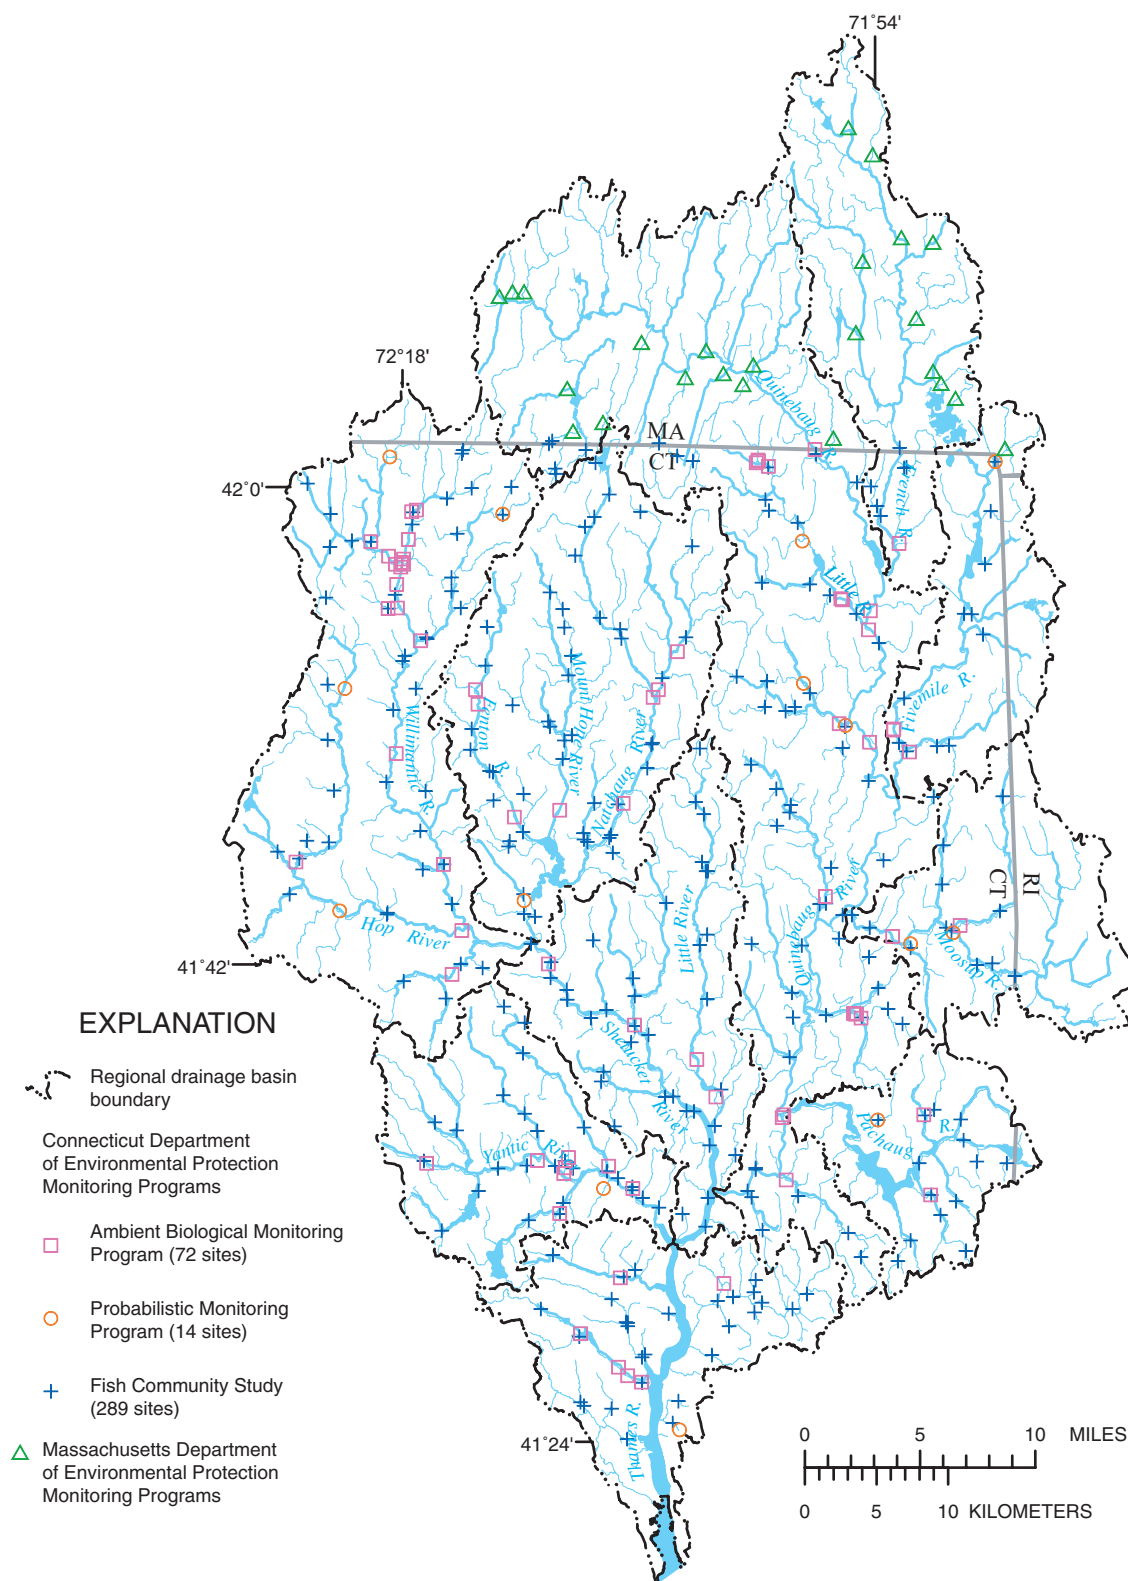 71°54'
72°18'
MA
CT
Quinebaug R.
42°0'
French R.
Little R.
Fivemile R.
Mount Hope River
Fenton R.
Willimantic R.
Natchaug River
RI
CT
Little River
Quinebaug River
Hop River
Moosup R.
41°42'
EXPLANATION
Regional drainage basin
boundary
Connecticut Department
of Environmental Protection
Monitoring Programs
Ambient Biological Monitoring
Program (72 sites)
Probabilistic Monitoring
Program (14 sites)
Fish Community Study
(289 sites)
Massachusetts Department
of Environmental Protection
Monitoring Programs
Shetucket River
Pachaug R.
Yantic River
Thames R.
41°24'
0 5 10 MILES
0 5 10 KILOMETERS